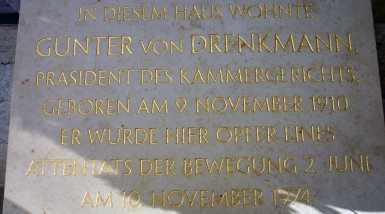 IN DIESEM HAUS WOHNTE
GÜNTER VON DRENKMANN,
PRÄSIDENT DES KAMMERGERICHTS,
GEBOREN AM 9. NOVEMBER 1910.
ER WURDE HIER OPFER EINES
ATTENTATS DER BEWEGUNG 2. JUNI
AM 10. NOVEMBER 1974.